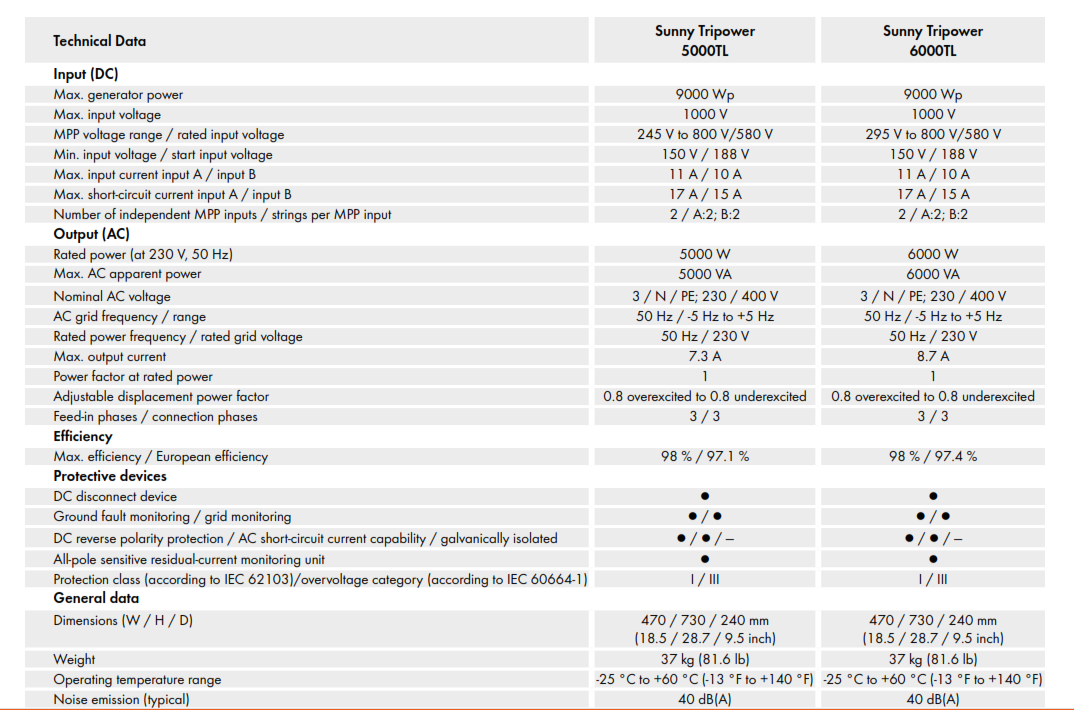 Technical Data Sunny Tripower 5000TL Sunny Tripower 6000TL
Input (DC)
Max. generator power 9000 Wp 9000 Wp
Max. input voltage 1000 V 1000 V
MPP voltage range / rated input voltage 245 V to 800 V/580 V 295 V to 800 V/580 V
Min. input voltage / start input voltage 150 V / 188 V 150 V / 188 V
Max. input current input A / input B 11 A / 10 A 11 A / 10 A
Max. short-circuit current input A / input B 17 A / 15 A 17 A / 15 A
Number of independent MPP inputs / strings per MPP input 2 / A:2; B:2 2 / A:2; B:2
Output (AC)
Rated power (at 230 V, 50 Hz) 5000 W 6000 W
Max. AC apparent power 5000 VA 6000 VA
Nominal AC voltage 3 / N / PE; 230 / 400 V 3 / N / PE; 230 / 400 V
AC grid frequency / range 50 Hz / -5 Hz to +5 Hz 50 Hz / -5 Hz to +5 Hz
Rated power frequency / rated grid voltage 50 Hz / 230 V 50 Hz / 230 V
Max. output current 7.3 A 8.7 A
Power factor at rated power 1 1
Adjustable displacement power factor 0.8 overexcited to 0.8 underexcited 0.8 overexcited to 0.8 underexcited
Feed-in phases / connection phases 3 / 3 3 / 3
Efficiency
Max. efficiency / European efficiency 98 % / 97.1 % 98 % / 97.4 %
Protective devices
DC disconnect device ● ●
Ground fault monitoring / grid monitoring ● / ● ● / ●
DC reverse polarity protection / AC short-circuit current capability / galvanically isolated ● / ● / – ● / ● / –
All-pole sensitive residual-current monitoring unit ● ●
Protection class (according to IEC 62103)/overvoltage category (according to IEC 60664-1) I / III I / III
General data
Dimensions (W / H / D) 470 / 730 / 240 mm 470 / 730 / 240 mm
(18.5 / 28.7 / 9.5 inch) (18.5 / 28.7 / 9.5 inch)
Weight 37 kg (81.6 lb) 37 kg (81.6 lb)
Operating temperature range -25 °C to +60 °C (-13 °F to +140 °F) -25 °C to +60 °C (-13 °F to +140 °F)
Noise emission (typical) 40 dB(A) 40 dB(A)